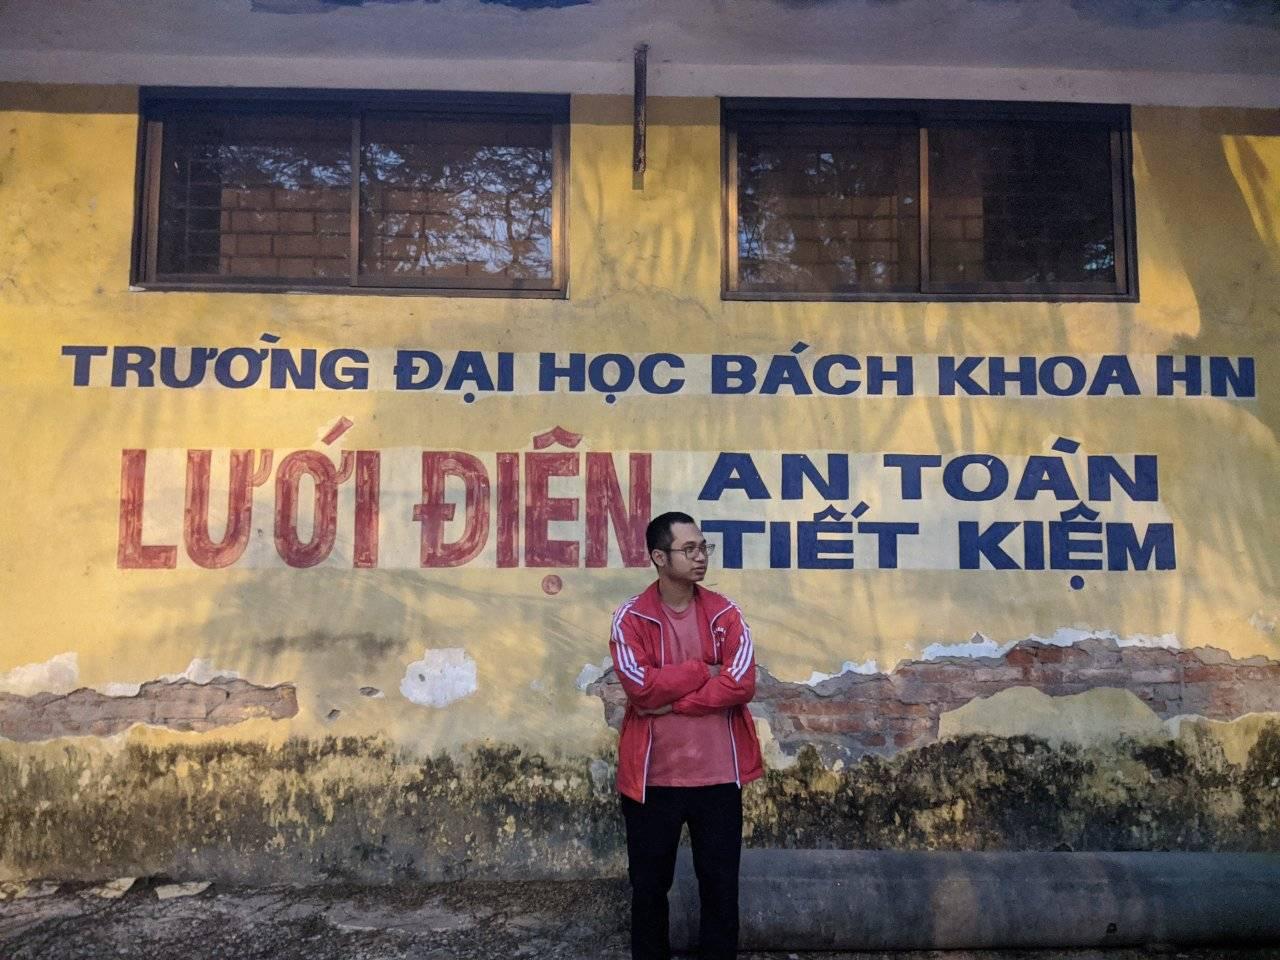 TRƯỜNG ĐẠI HỌC BÁCH KHOA HN
LƯỚI ĐIỆN AN TOÀN
TIẾT KIỆM